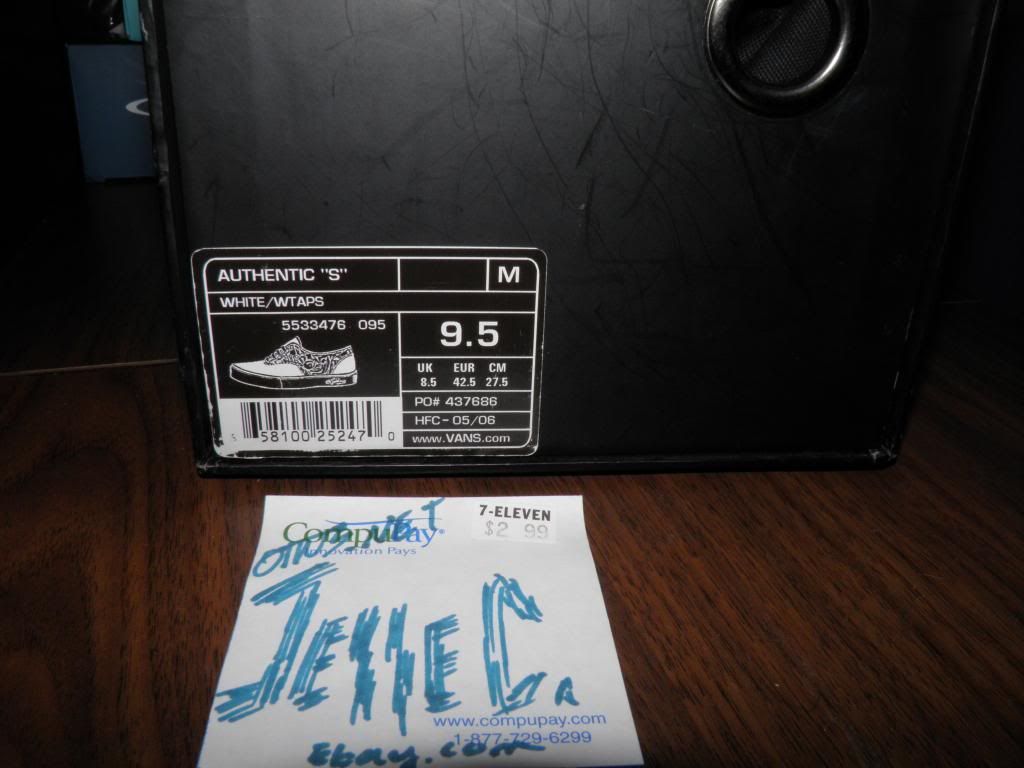 AUTHENTIC "S" M
WHITE/WTAPS
5533476 095
9.5
UK EUR CM
8.5 42.5 27.5
PO# 437686
HFC-05/06
www.VANS.com
5 58100 25247 0
7-ELEVEN
$2 99
CompuPay®
Innovation Pays
www.compupay.com
1-877-729-6299
Ebay.com